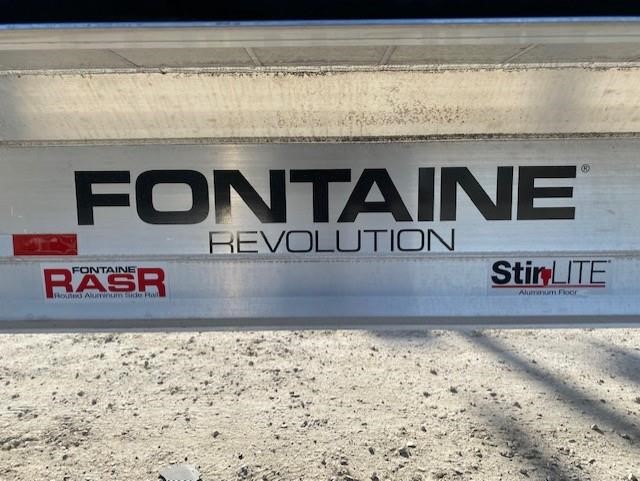 FONTAINE®
REVOLUTION
FONTAINE
RASR
Routed Aluminum Side Rail
StirLITE®
Aluminum Floor